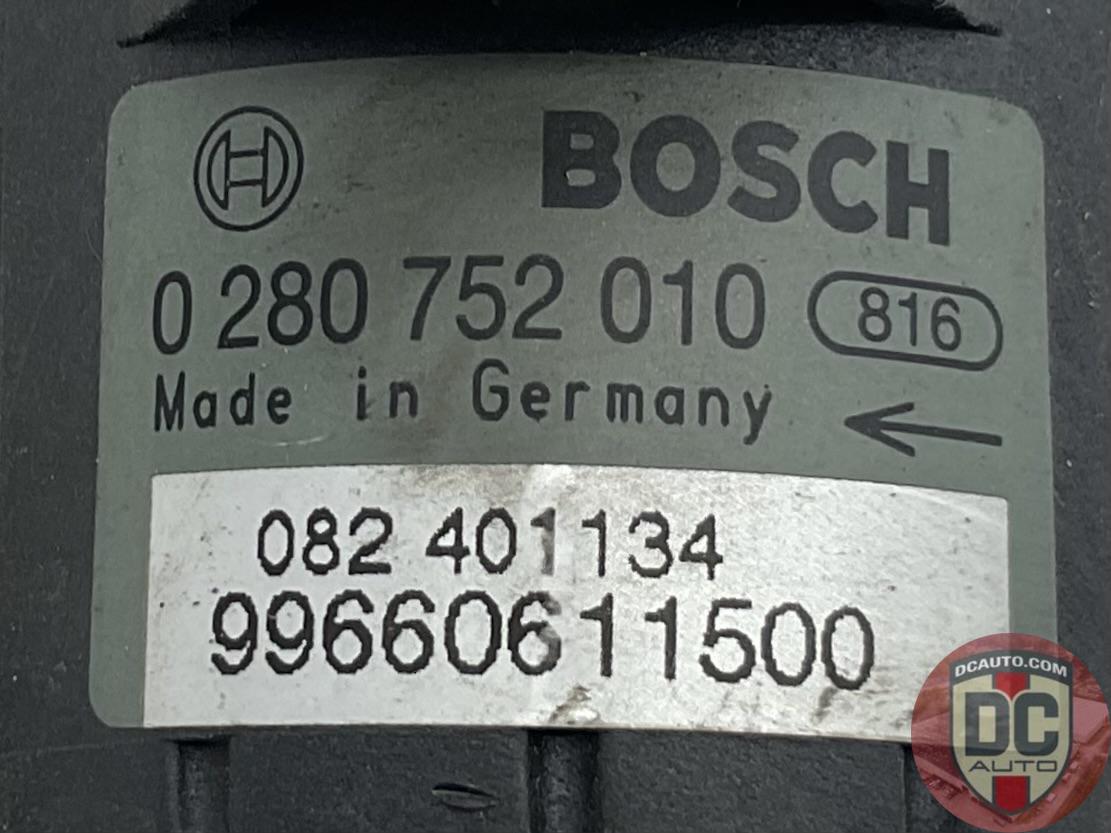 BOSCH
0 280 752 010 816
Made in Germany
082 401134
99660611500
DCAUTO.COM
DC
AUTO